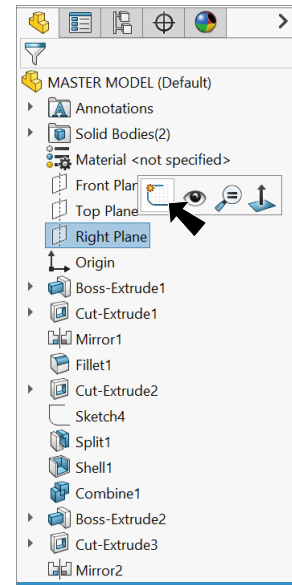 MASTER MODEL (Default)
Annotations
Solid Bodies(2)
Material <not specified>
Front Plan
Top Plane
Right Plane
Origin
Boss-Extrude1
Cut-Extrude1
Mirror1
Fillet1
Cut-Extrude2
Sketch4
Split1
Shell1
Combine1
Boss-Extrude2
Cut-Extrude3
Mirror2